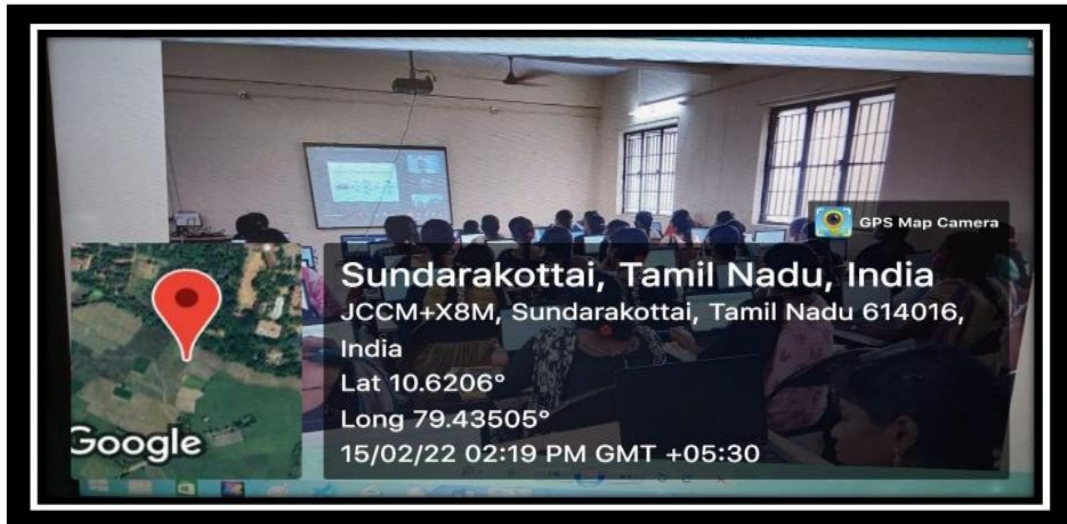 GPS Map Camera
Sundarakottai, Tamil Nadu, India
JCCM+X8M, Sundarakottai, Tamil Nadu 614016,
India
Lat 10.6206°
Long 79.43505°
15/02/22 02:19 PM GMT +05:30
Google